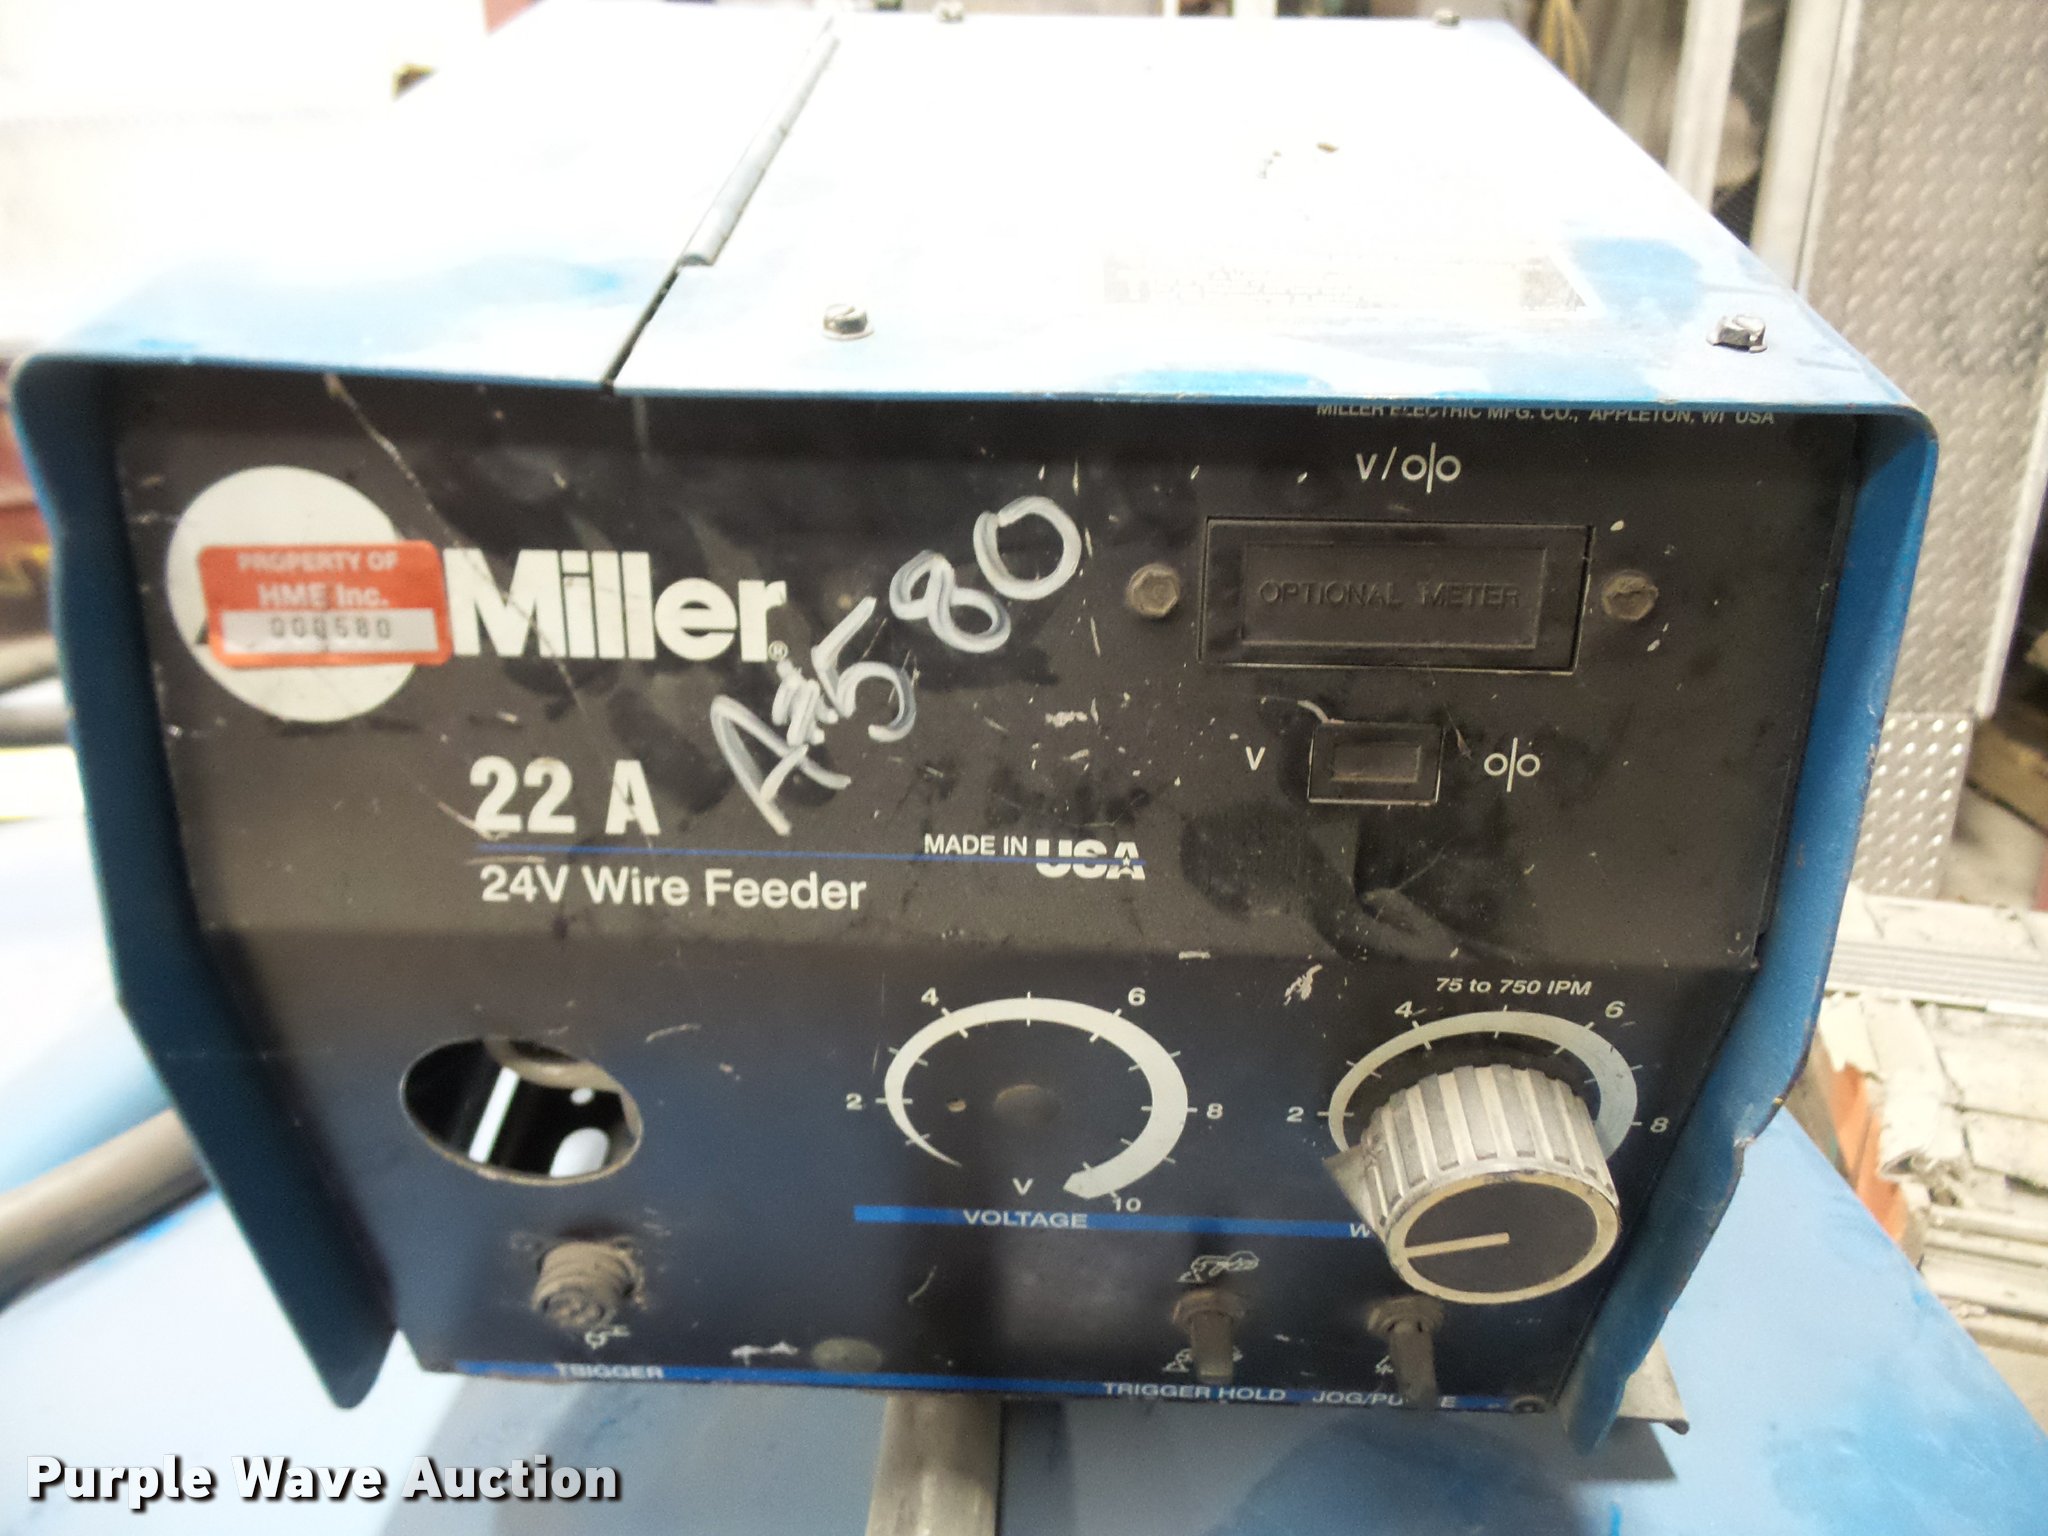 MILLER ELECTRIC MFG. CO., APPLETON, WI USA
V/o|o
PROPERTY OF
HME Inc.
000580
Miller®
A#580
OPTIONAL METER
V o|o
22 A
MADE IN USA
24V Wire Feeder
75 to 750 IPM
4 6
2 8
V 10
VOLTAGE
4 6
2 8
W
TRIGGER
TRIGGER HOLD
JOG/PU E
Purple Wave Auction